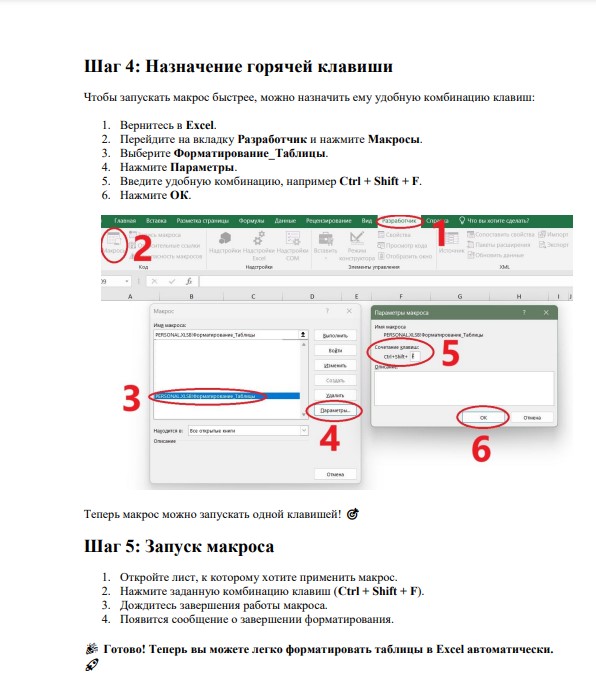 Шаг 4: Назначение горячей клавиши
Чтобы запускать макрос быстрее, можно назначить ему удобную комбинацию клавиш:
1. Вернитесь в Excel.
2. Перейдите на вкладку Разработчик и нажмите Макросы.
3. Выберите Форматирование_Таблицы.
4. Нажмите Параметры.
5. Введите удобную комбинацию, например Ctrl + Shift + F.
6. Нажмите ОК.
Главная Вставка Разметка страницы Формулы Данные Рецензирование Вид Разработчик Справка Что вы хотите сделать?
1
2
Надстройки Надстройки Excel Надстройки COM
Вставить Режим конструктора
Свойства
Просмотр кода
Отобразить окно
Источник
Сопоставить свойства
Пакеты расширения
Обновить данные
Импорт
Экспорт
Код Надстройки Элементы управления XML
fx
A B C D E F G H I J
Макрос ? ×
Имя макроса:
PERSONAL.XLSB!Форматирование_Таблицы
Выполнить
Войти
Изменить
Создать
Удалить
Параметры...
3
PERSONAL.XLSB!Форматирование_Таблицы
4
Находится в: Все открытые книги
Описание
Отмена
Параметры макроса ? ×
Имя макроса
PERSONAL.XLSB!Форматирование_Таблицы
Сочетание клавиш:
Ctrl+Shift+
5
Описание:
ОК Отмена
6
Теперь макрос можно запускать одной клавишей! 🎯
Шаг 5: Запуск макроса
1. Откройте лист, к которому хотите применить макрос.
2. Нажмите заданную комбинацию клавиш (Ctrl + Shift + F).
3. Дождитесь завершения работы макроса.
4. Появится сообщение о завершении форматирования.
🎉 Готово! Теперь вы можете легко форматировать таблицы в Excel автоматически.
🚀